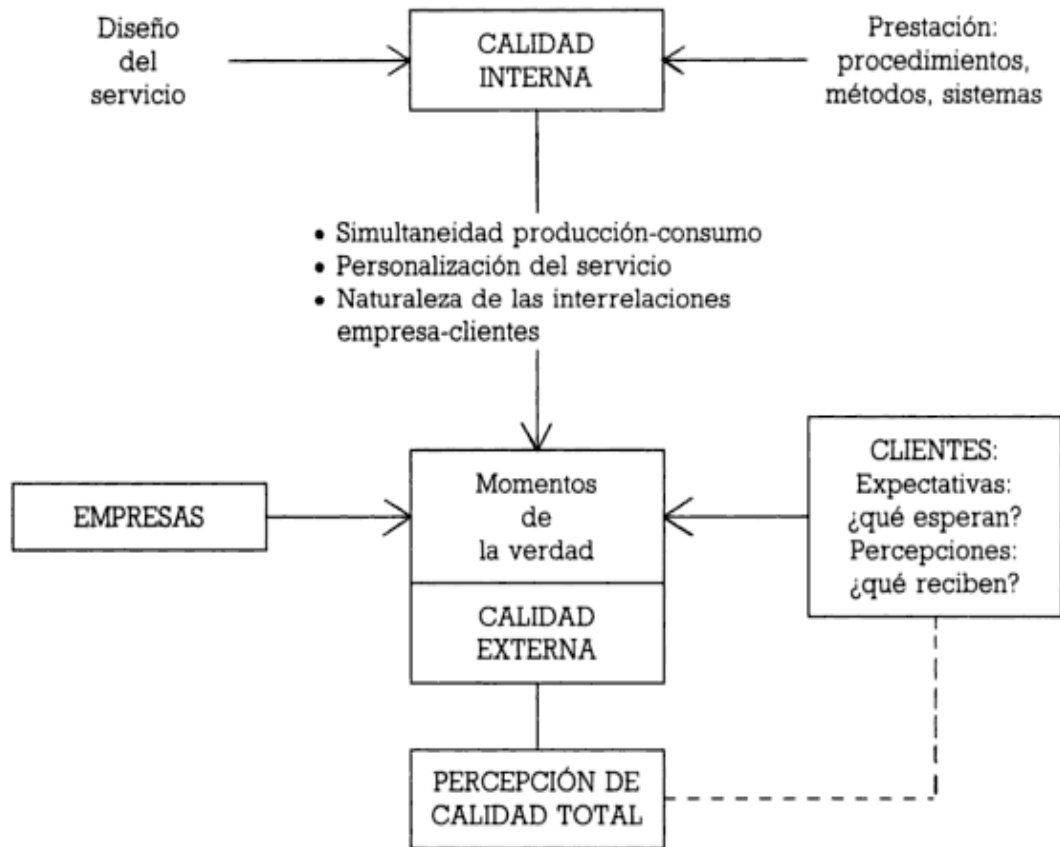 Diseño
del
servicio
CALIDAD
INTERNA
Prestación:
procedimientos,
métodos, sistemas
• Simultaneidad producción-consumo
• Personalización del servicio
• Naturaleza de las interrelaciones
empresa-clientes
EMPRESAS
Momentos
de
la verdad
CALIDAD
EXTERNA
CLIENTES:
Expectativas:
¿qué esperan?
Percepciones:
¿qué reciben?
PERCEPCIÓN DE
CALIDAD TOTAL